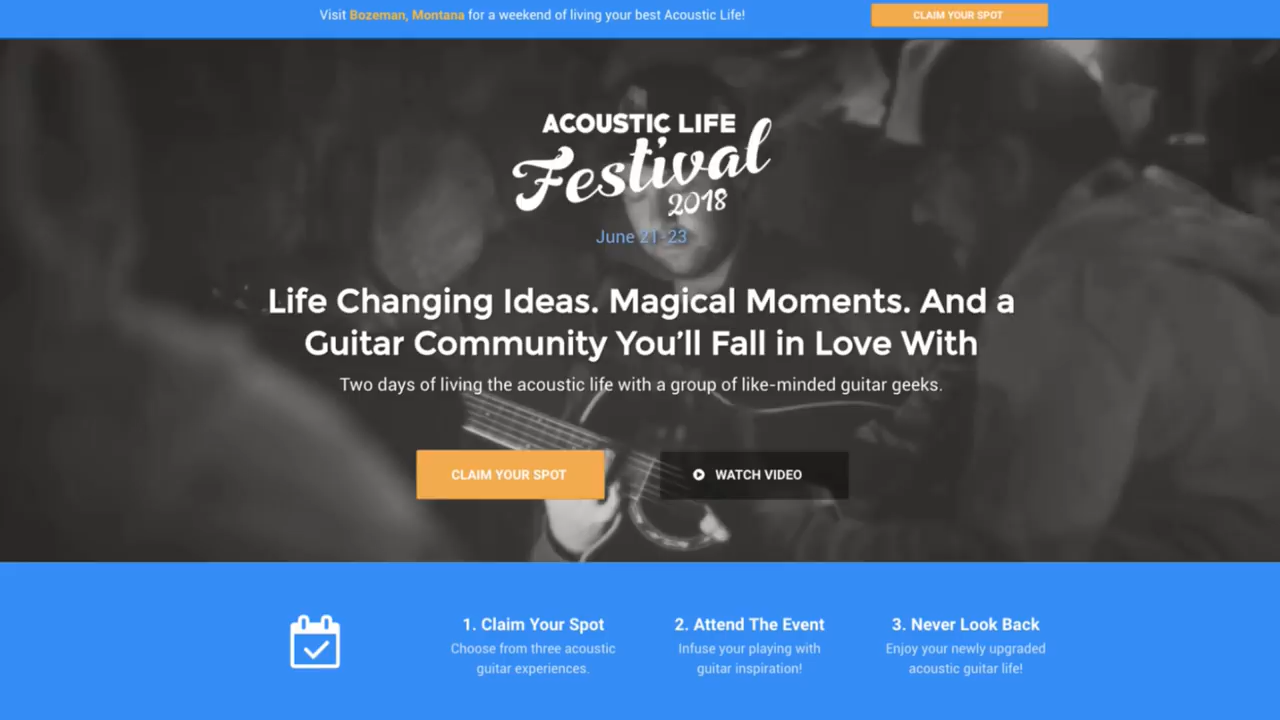 Visit Bozeman, Montana for a weekend of living your best Acoustic Life!
CLAIM YOUR SPOT
ACOUSTIC LIFE
Festival
2018
June 21-23
Life Changing Ideas. Magical Moments. And a
Guitar Community You'll Fall in Love With
Two days of living the acoustic life with a group of like-minded guitar geeks.
CLAIM YOUR SPOT
WATCH VIDEO
1. Claim Your Spot
Choose from three acoustic
guitar experiences.
2. Attend The Event
Infuse your playing with
guitar inspiration!
3. Never Look Back
Enjoy your newly upgraded
acoustic guitar life!